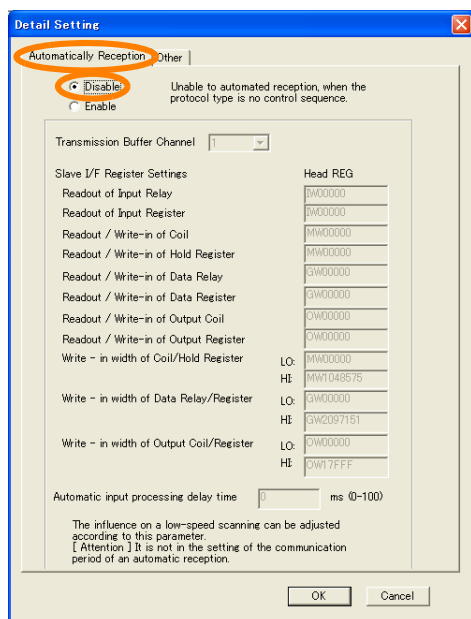 Detail Setting
Automatically Reception Other
Disable
Enable
Unable to automated reception, when the
protocol type is no control sequence.
Transmission Buffer Channel 1
Slave I/F Register Settings Head REG
Readout of Input Relay IW00000
Readout of Input Register IW00000
Readout / Write-in of Coil MW00000
Readout / Write-in of Hold Register MW00000
Readout / Write-in of Data Relay GW00000
Readout / Write-in of Data Register GW00000
Readout / Write-in of Output Coil OW00000
Readout / Write-in of Output Register OW00000
Write - in width of Coil/Hold Register LO: MW00000
HI: MW1048575
Write - in width of Data Relay/Register LO: GW00000
HI: GW2097151
Write - in width of Output Coil/Register LO: OW00000
HI: OW17FFF
Automatic input processing delay time 0 ms (0-100)
The influence on a low-speed scanning can be adjusted
according to this parameter.
[ Attention ] It is not in the setting of the communication
period of an automatic reception.
OK Cancel